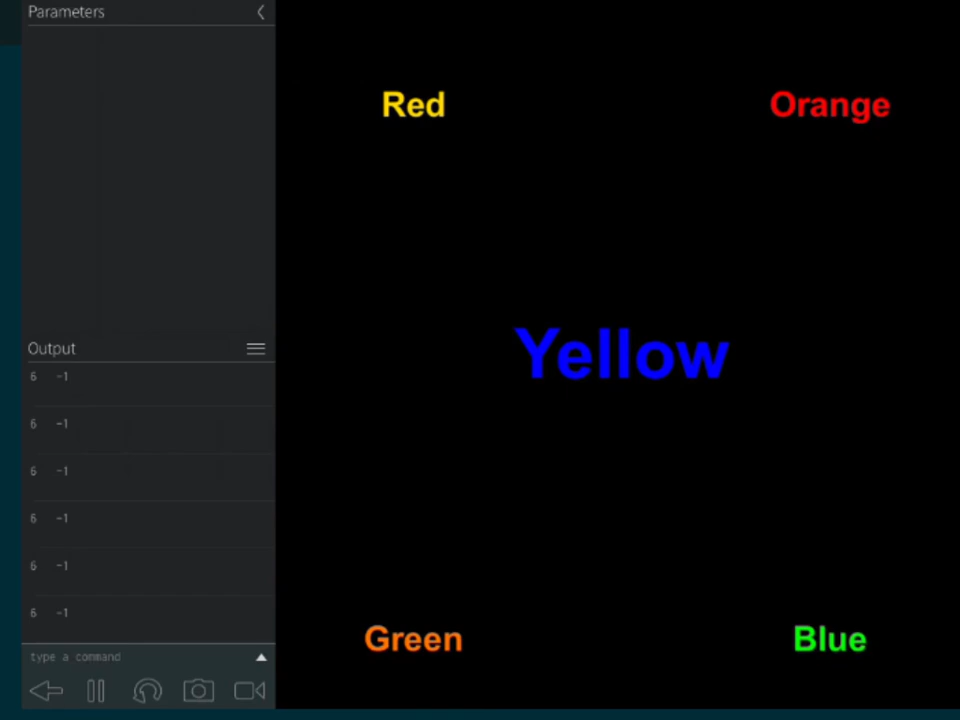 Parameters
Red
Orange
Yellow
Output
6 -1
6 -1
6 -1
6 -1
6 -1
6 -1
Green
Blue
type a command